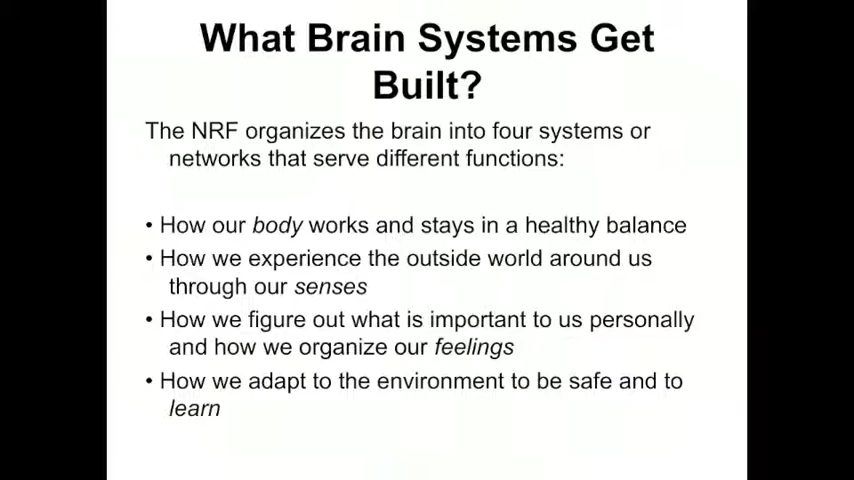 What Brain Systems Get
Built?
The NRF organizes the brain into four systems or
networks that serve different functions:
• How our body works and stays in a healthy balance
• How we experience the outside world around us
through our senses
• How we figure out what is important to us personally
and how we organize our feelings
• How we adapt to the environment to be safe and to
learn